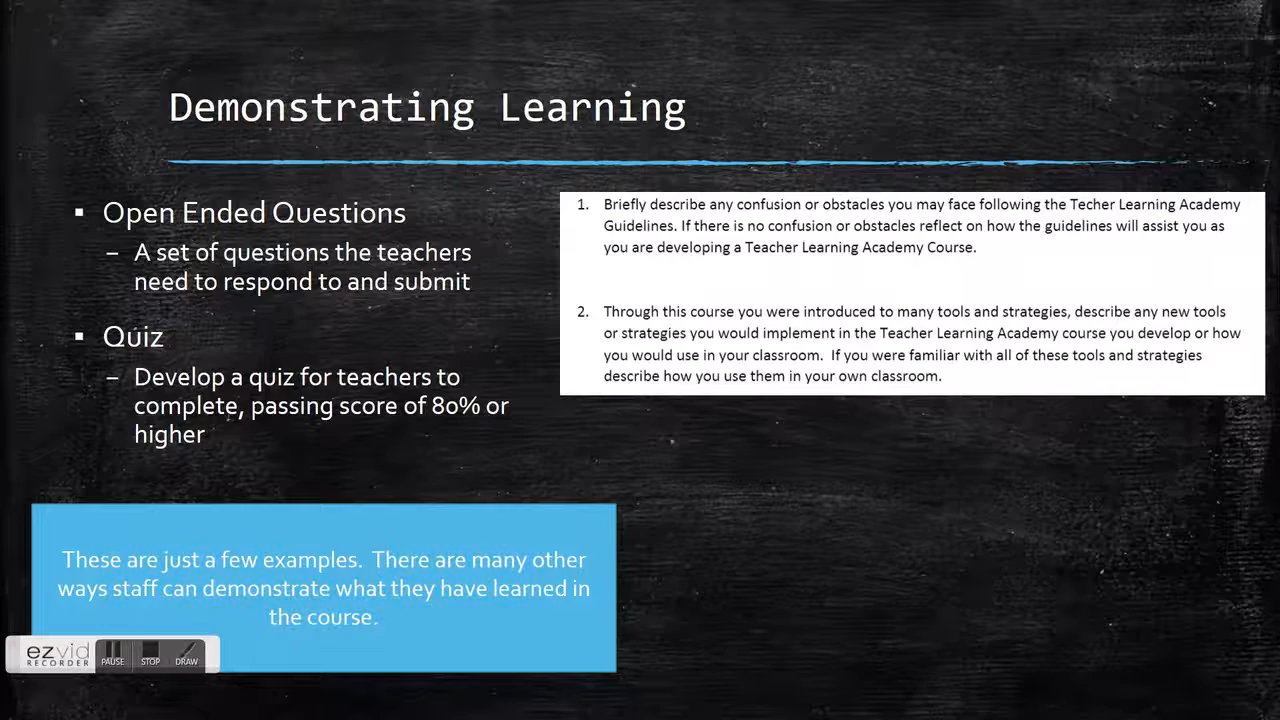 Demonstrating Learning
▪ Open Ended Questions
– A set of questions the teachers
need to respond to and submit
▪ Quiz
– Develop a quiz for teachers to
complete, passing score of 80% or
higher
1. Briefly describe any confusion or obstacles you may face following the Techer Learning Academy
Guidelines. If there is no confusion or obstacles reflect on how the guidelines will assist you as
you are developing a Teacher Learning Academy Course.
2. Through this course you were introduced to many tools and strategies, describe any new tools
or strategies you would implement in the Teacher Learning Academy course you develop or how
you would use in your classroom. If you were familiar with all of these tools and strategies
describe how you use them in your own classroom.
These are just a few examples. There are many other
ways staff can demonstrate what they have learned in
the course.
ezvid
RECORDER
PAUSE STOP DRAW